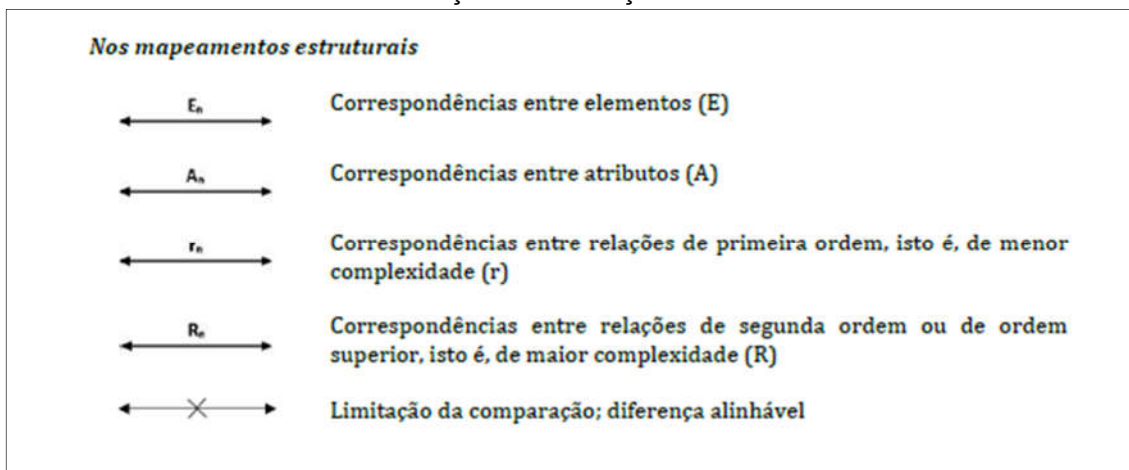 Nos mapeamentos estruturais
Eₙ
Correspondências entre elementos (E)
Aₙ
Correspondências entre atributos (A)
rₙ
Correspondências entre relações de primeira ordem, isto é, de menor
complexidade (r)
Rₙ
Correspondências entre relações de segunda ordem ou de ordem
superior, isto é, de maior complexidade (R)
Limitação da comparação; diferença alinhável